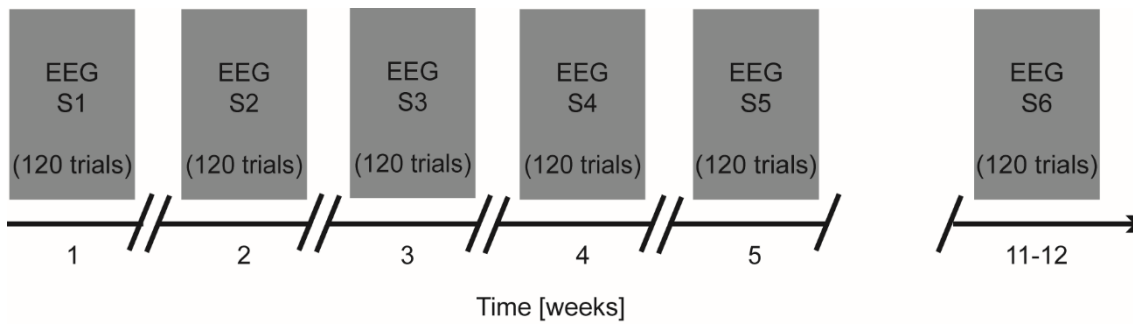 EEG
S1
(120 trials)
EEG
S2
(120 trials)
EEG
S3
(120 trials)
EEG
S4
(120 trials)
EEG
S5
(120 trials)
EEG
S6
(120 trials)
1
2
3
4
5
11-12
Time [weeks]